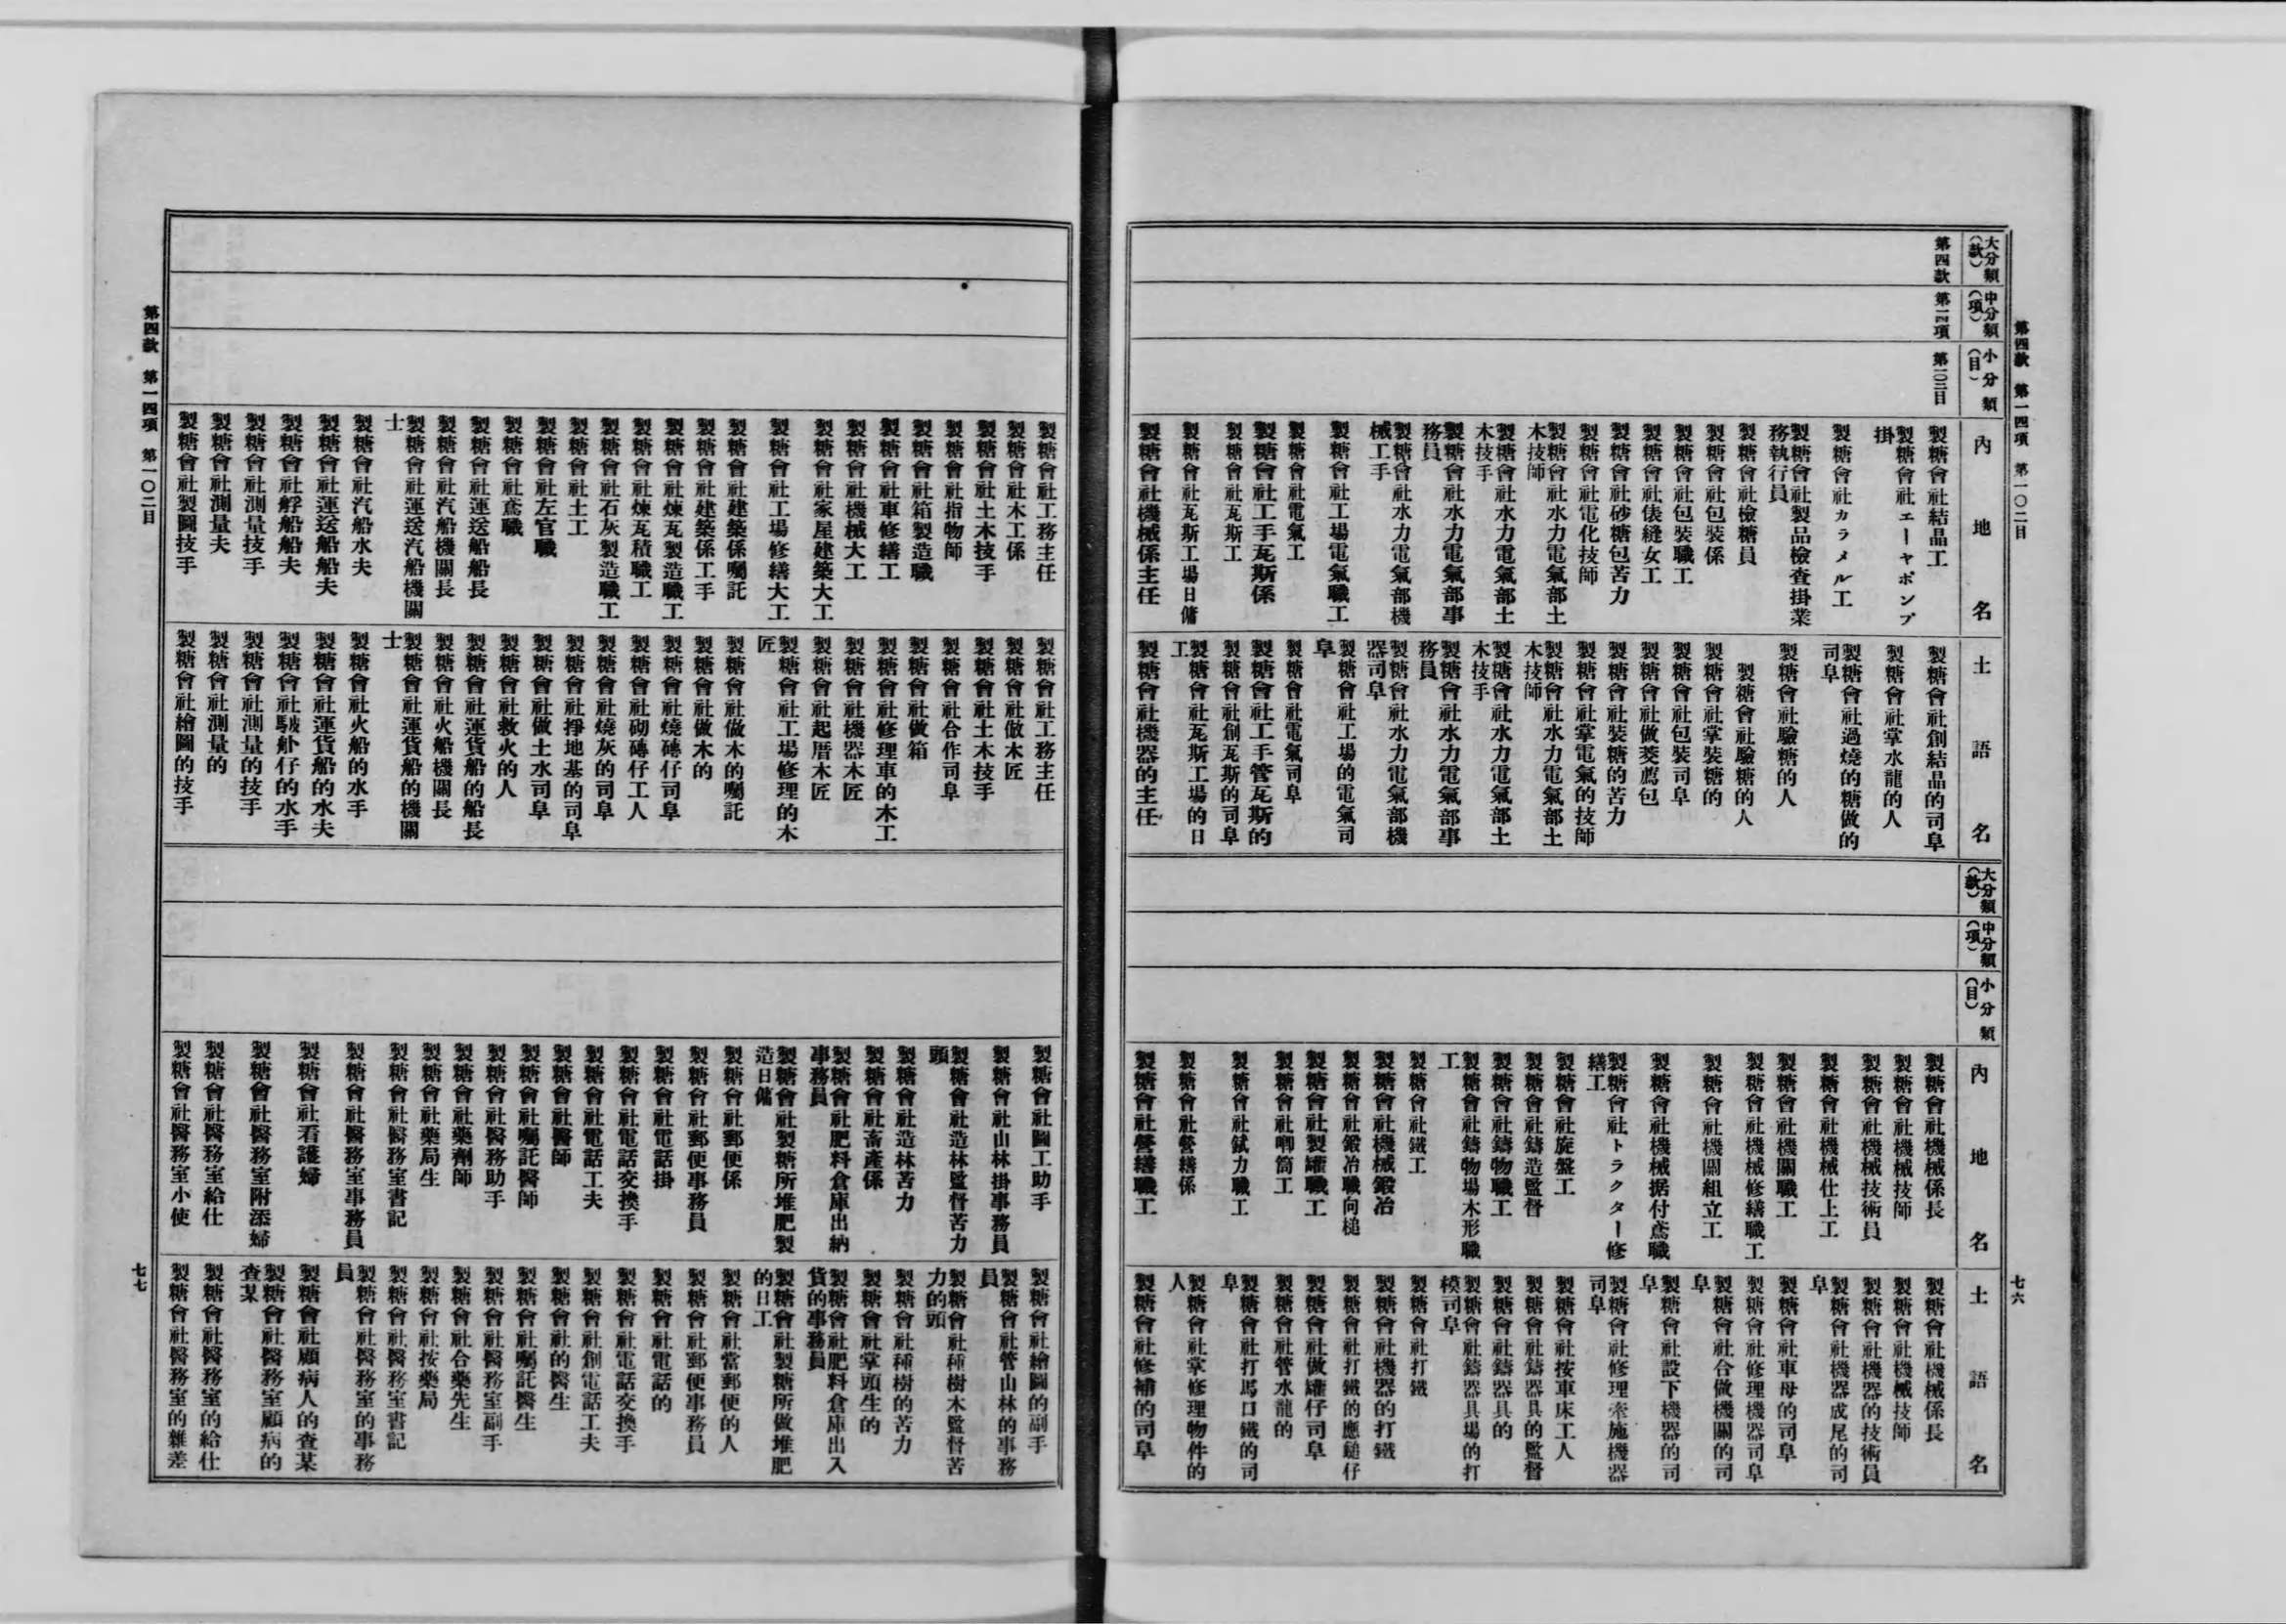 第四款 第一四項 第一〇二目
大分類(款)
中分類(項)
小分類(目)
內地名
土語名
第四款
第一四項
第一〇二目
製糖會社結晶工
製糖會社エーヤポンプ
掛
製糖會社カラメル工
製糖會社製品檢查掛業
務執行員
製糖會社檢糖員
製糖會社包裝係
製糖會社包裝職工
製糖會社俵縫女工
製糖會社砂糖包苦力
製糖會社電化技師
製糖會社水力電氣部土
木技師
製糖會社水力電氣部土
木技手
製糖會社水力電氣部事
務員
製糖會社水力電氣部機
械工手
製糖會社工場電氣職工
製糖會社電氣工
製糖會社工手瓦斯係
製糖會社瓦斯工
製糖會社瓦斯工場日傭
製糖會社機械係主任
製糖會社創結晶的司阜
製糖會社掌水龍的人
製糖會社過燒的糖做的
司阜
製糖會社驗糖的人
製糖會社驗糖的人
製糖會社掌裝糖的
製糖會社包裝司阜
製糖會社做菱薦包
製糖會社裝糖的苦力
製糖會社掌電氣的技師
製糖會社水力電氣部土
木技師
製糖會社水力電氣部土
木技手
製糖會社水力電氣部事
務員
製糖會社水力電氣部機
器司阜
製糖會社工場的電氣司
阜
製糖會社電氣司阜
製糖會社工手管瓦斯的
製糖會社創瓦斯的司阜
製糖會社瓦斯工場的日
工
製糖會社機器的主任
大分類(款)
中分類(項)
小分類(目)
內地名
土語名
製糖會社機械係長
製糖會社機械技師
製糖會社機械技術員
製糖會社機械仕上工
製糖會社機關職工
製糖會社機械修繕職工
製糖會社機關組立工
製糖會社機械据付鳶職
製糖會社トラクター修
繕工
製糖會社旋盤工
製糖會社鑄造監督
製糖會社鑄物職工
製糖會社鑄物場木形職
工
製糖會社鐵工
製糖會社機械鍛冶
製糖會社鍛冶職向槌
製糖會社製罐職工
製糖會社喞筒工
製糖會社錻力職工
製糖會社營繕係
製糖會社營繕職工
製糖會社機械係長
製糖會社機械技師
製糖會社機器的技術員
製糖會社機器成尾的司
阜
製糖會社車母的司阜
製糖會社修理機器司阜
製糖會社合做機關的司
阜
製糖會社設下機器的司
阜
製糖會社修理牽施機器
司阜
製糖會社按車床工人
製糖會社鑄器具的監督
製糖會社鑄器具的
製糖會社鑄器具場的打
模司阜
製糖會社打鐵
製糖會社機器的打鐵
製糖會社打鐵的應鎚仔
製糖會社做罐仔司阜
製糖會社管水龍的
製糖會社打馬口鐵的司
阜
製糖會社掌修理物件的
人
製糖會社修補的司阜
七六
製糖會社工務主任
製糖會社木工係
製糖會社土木技手
製糖會社指物師
製糖會社箱製造職
製糖會社車修繕工
製糖會社機械大工
製糖會社家屋建築大工
製糖會社工場修繕大工
製糖會社建築係囑託
製糖會社建築係工手
製糖會社煉瓦製造職工
製糖會社煉瓦積職工
製糖會社石灰製造職工
製糖會社土工
製糖會社左官職
製糖會社鳶職
製糖會社運送船船長
製糖會社汽船機關長
製糖會社運送汽船機關
士
製糖會社汽船水夫
製糖會社運送船船夫
製糖會社艀船船夫
製糖會社測量技手
製糖會社測量夫
製糖會社製圖技手
製糖會社工務主任
製糖會社做木匠
製糖會社土木技手
製糖會社合作司阜
製糖會社做箱
製糖會社修理車的木工
製糖會社機器木匠
製糖會社起厝木匠
製糖會社工場修理的木
匠
製糖會社做木的囑託
製糖會社做木的
製糖會社燒磚仔司阜
製糖會社砌磚仔工人
製糖會社燒灰的司阜
製糖會社掙地基的司阜
製糖會社做土水司阜
製糖會社救火的人
製糖會社運貨船的船長
製糖會社火船機關長
製糖會社運貨船的機關
士
製糖會社火船的水手
製糖會社運貨船的水夫
製糖會社駁舢仔的水手
製糖會社測量的技手
製糖會社測量的
製糖會社繪圖的技手
製糖會社圖工助手
製糖會社山林掛事務員
製糖會社造林監督苦力
頭
製糖會社造林苦力
製糖會社畜產係
製糖會社肥料倉庫出納
事務員
製糖會社製糖所堆肥製
造日傭
製糖會社郵便係
製糖會社郵便事務員
製糖會社電話掛
製糖會社電話交換手
製糖會社電話工夫
製糖會社醫師
製糖會社囑託醫師
製糖會社醫務助手
製糖會社藥劑師
製糖會社藥局生
製糖會社醫務室書記
製糖會社醫務室事務員
製糖會社看護婦
製糖會社醫務室附添婦
製糖會社醫務室給仕
製糖會社醫務室小使
製糖會社繪圖的副手
製糖會社管山林的事務
員
製糖會社種樹木監督苦
力的頭
製糖會社種樹的苦力
製糖會社掌頭生的
製糖會社肥料倉庫出入
貨的事務員
製糖會社製糖所做堆肥
的日工
製糖會社當郵便的人
製糖會社郵便事務員
製糖會社電話的
製糖會社電話交換手
製糖會社創電話工夫
製糖會社的醫生
製糖會社囑託醫生
製糖會社醫務室副手
製糖會社合藥先生
製糖會社按藥局
製糖會社醫務室書記
製糖會社醫務室的事務
員
製糖會社顧病人的查某
製糖會社醫務室顧病的
查某
製糖會社醫務室的給仕
製糖會社醫務室的雜差
第四款 第一四項 第一〇二目
七七